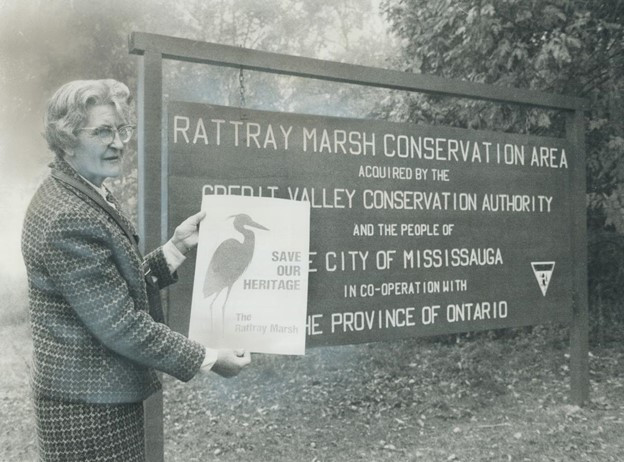 RATTRAY MARSH CONSERVATION AREA
ACQUIRED BY THE
CREDIT VALLEY CONSERVATION AUTHORITY
AND THE PEOPLE OF
E CITY OF MISSISSAUGA
IN CO-OPERATION WITH
HE PROVINCE OF ONTARIO
SAVE
OUR
HERITAGE
The
Rattray Marsh